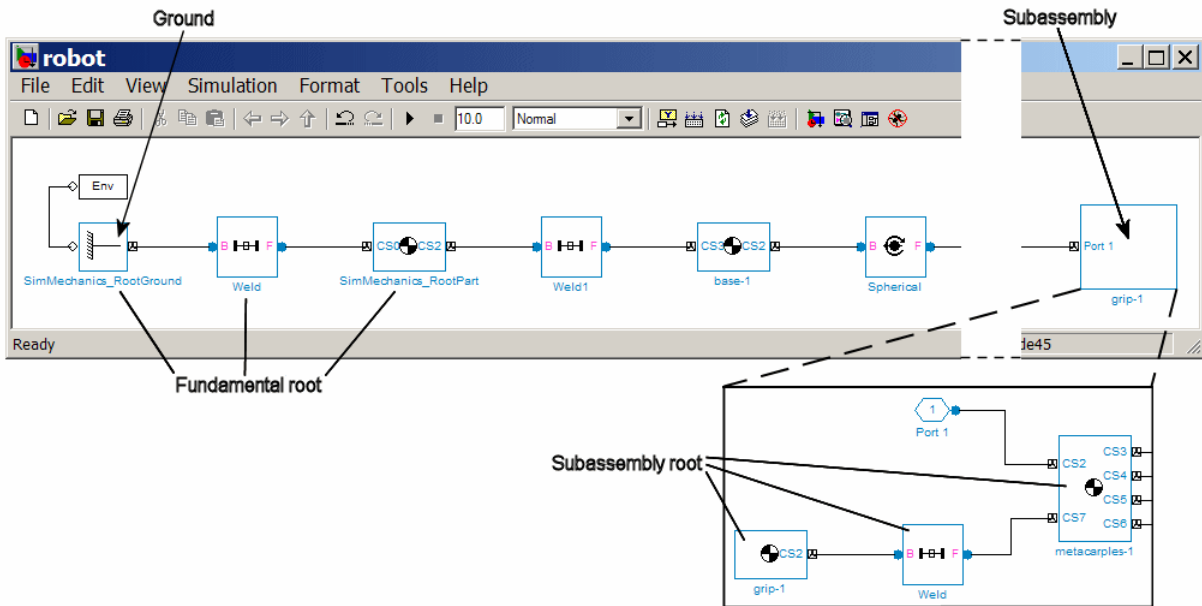 Ground
Subassembly
robot
File Edit View Simulation Format Tools Help
10.0 Normal
Env
B F
CS0 CS2
B F
CS3 CS2
B F
Port 1
SimMechanics_RootGround
Weld
SimMechanics_RootPart
Weld1
base-1
Spherical
grip-1
Ready
de45
Fundamental root
1
Port 1
CS3
CS2
CS4
CS5
CS7
CS6
metacarples-1
Subassembly root
CS2
B F
grip-1
Weld